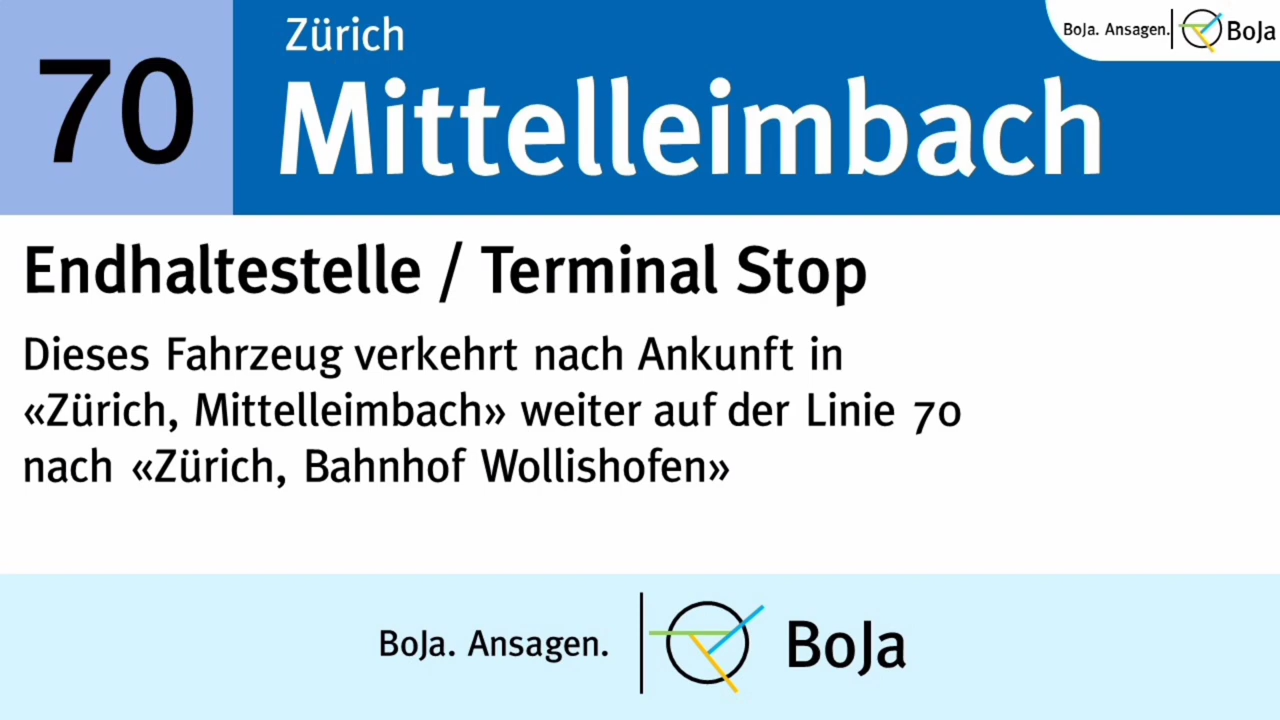 70
Zürich
Mittelleimbach
BoJa. Ansagen. BoJa
Endhaltestelle / Terminal Stop
Dieses Fahrzeug verkehrt nach Ankunft in
«Zürich, Mittelleimbach» weiter auf der Linie 70
nach «Zürich, Bahnhof Wollishofen»
BoJa. Ansagen. BoJa